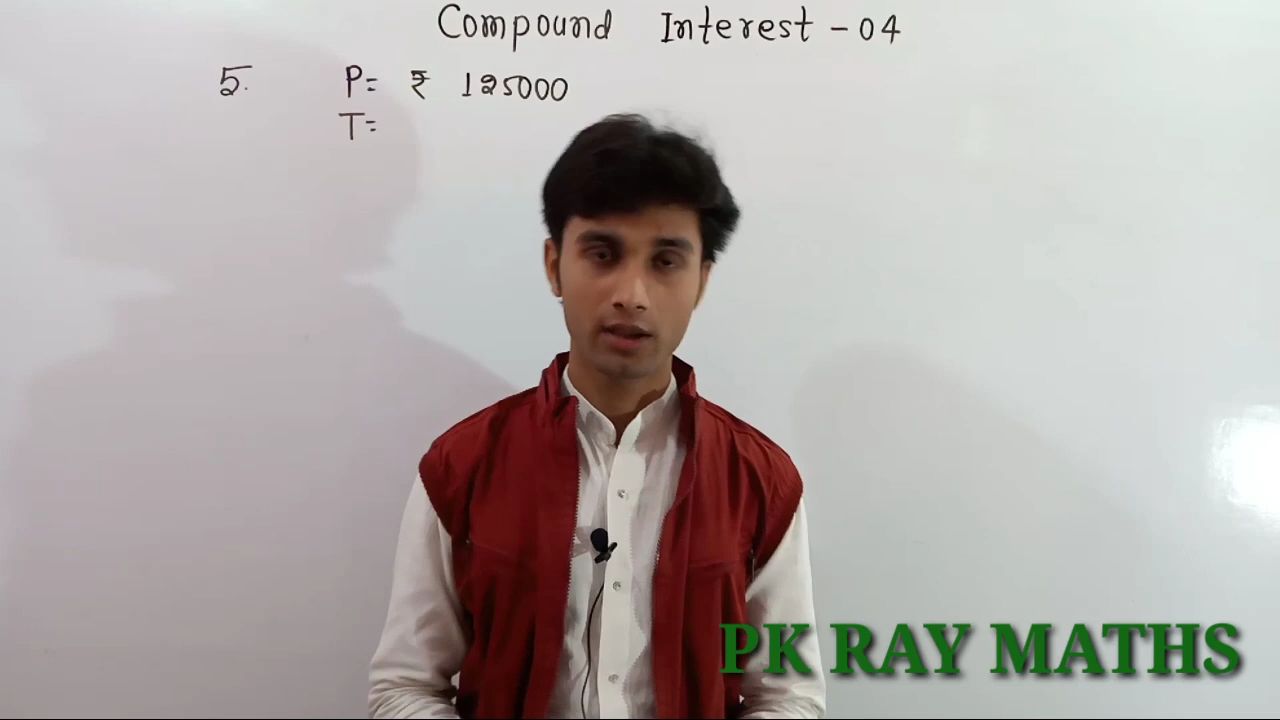 Compound Interest - 04
5. P= ₹ 125000
T=
PK RAY MATHS